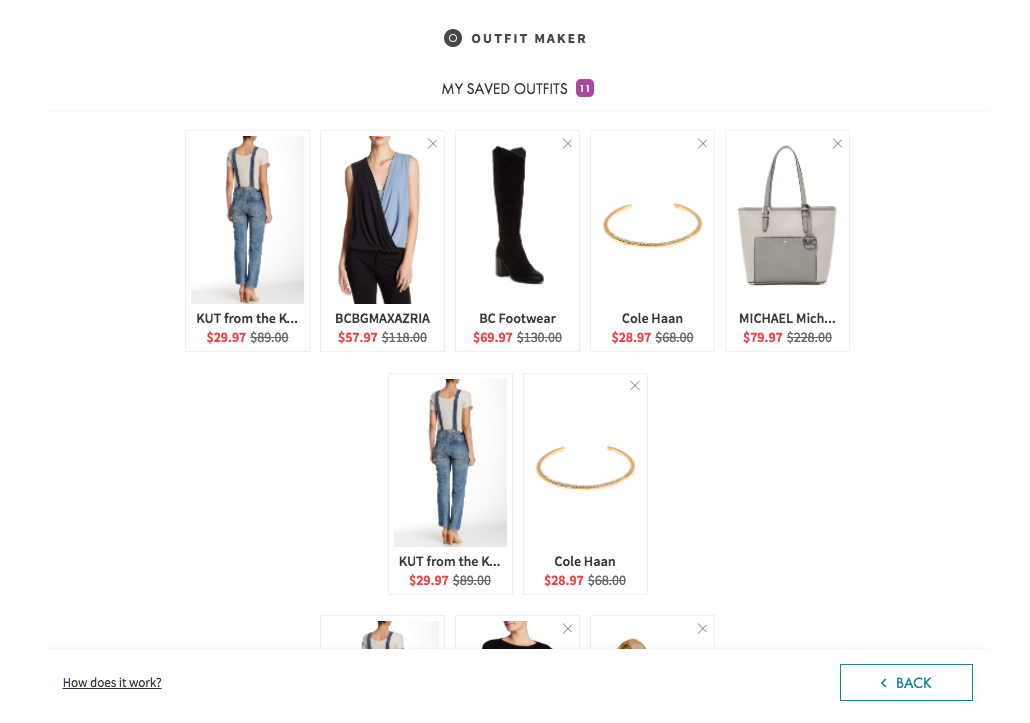 OUTFIT MAKER
MY SAVED OUTFITS 11
KUT from the K...
$29.97 $89.00
BCBGMAXAZRIA
$57.97 $118.00
BC Footwear
$69.97 $130.00
Cole Haan
$28.97 $68.00
MICHAEL Mich...
$79.97 $228.00
KUT from the K...
$29.97 $89.00
Cole Haan
$28.97 $68.00
How does it work?
BACK